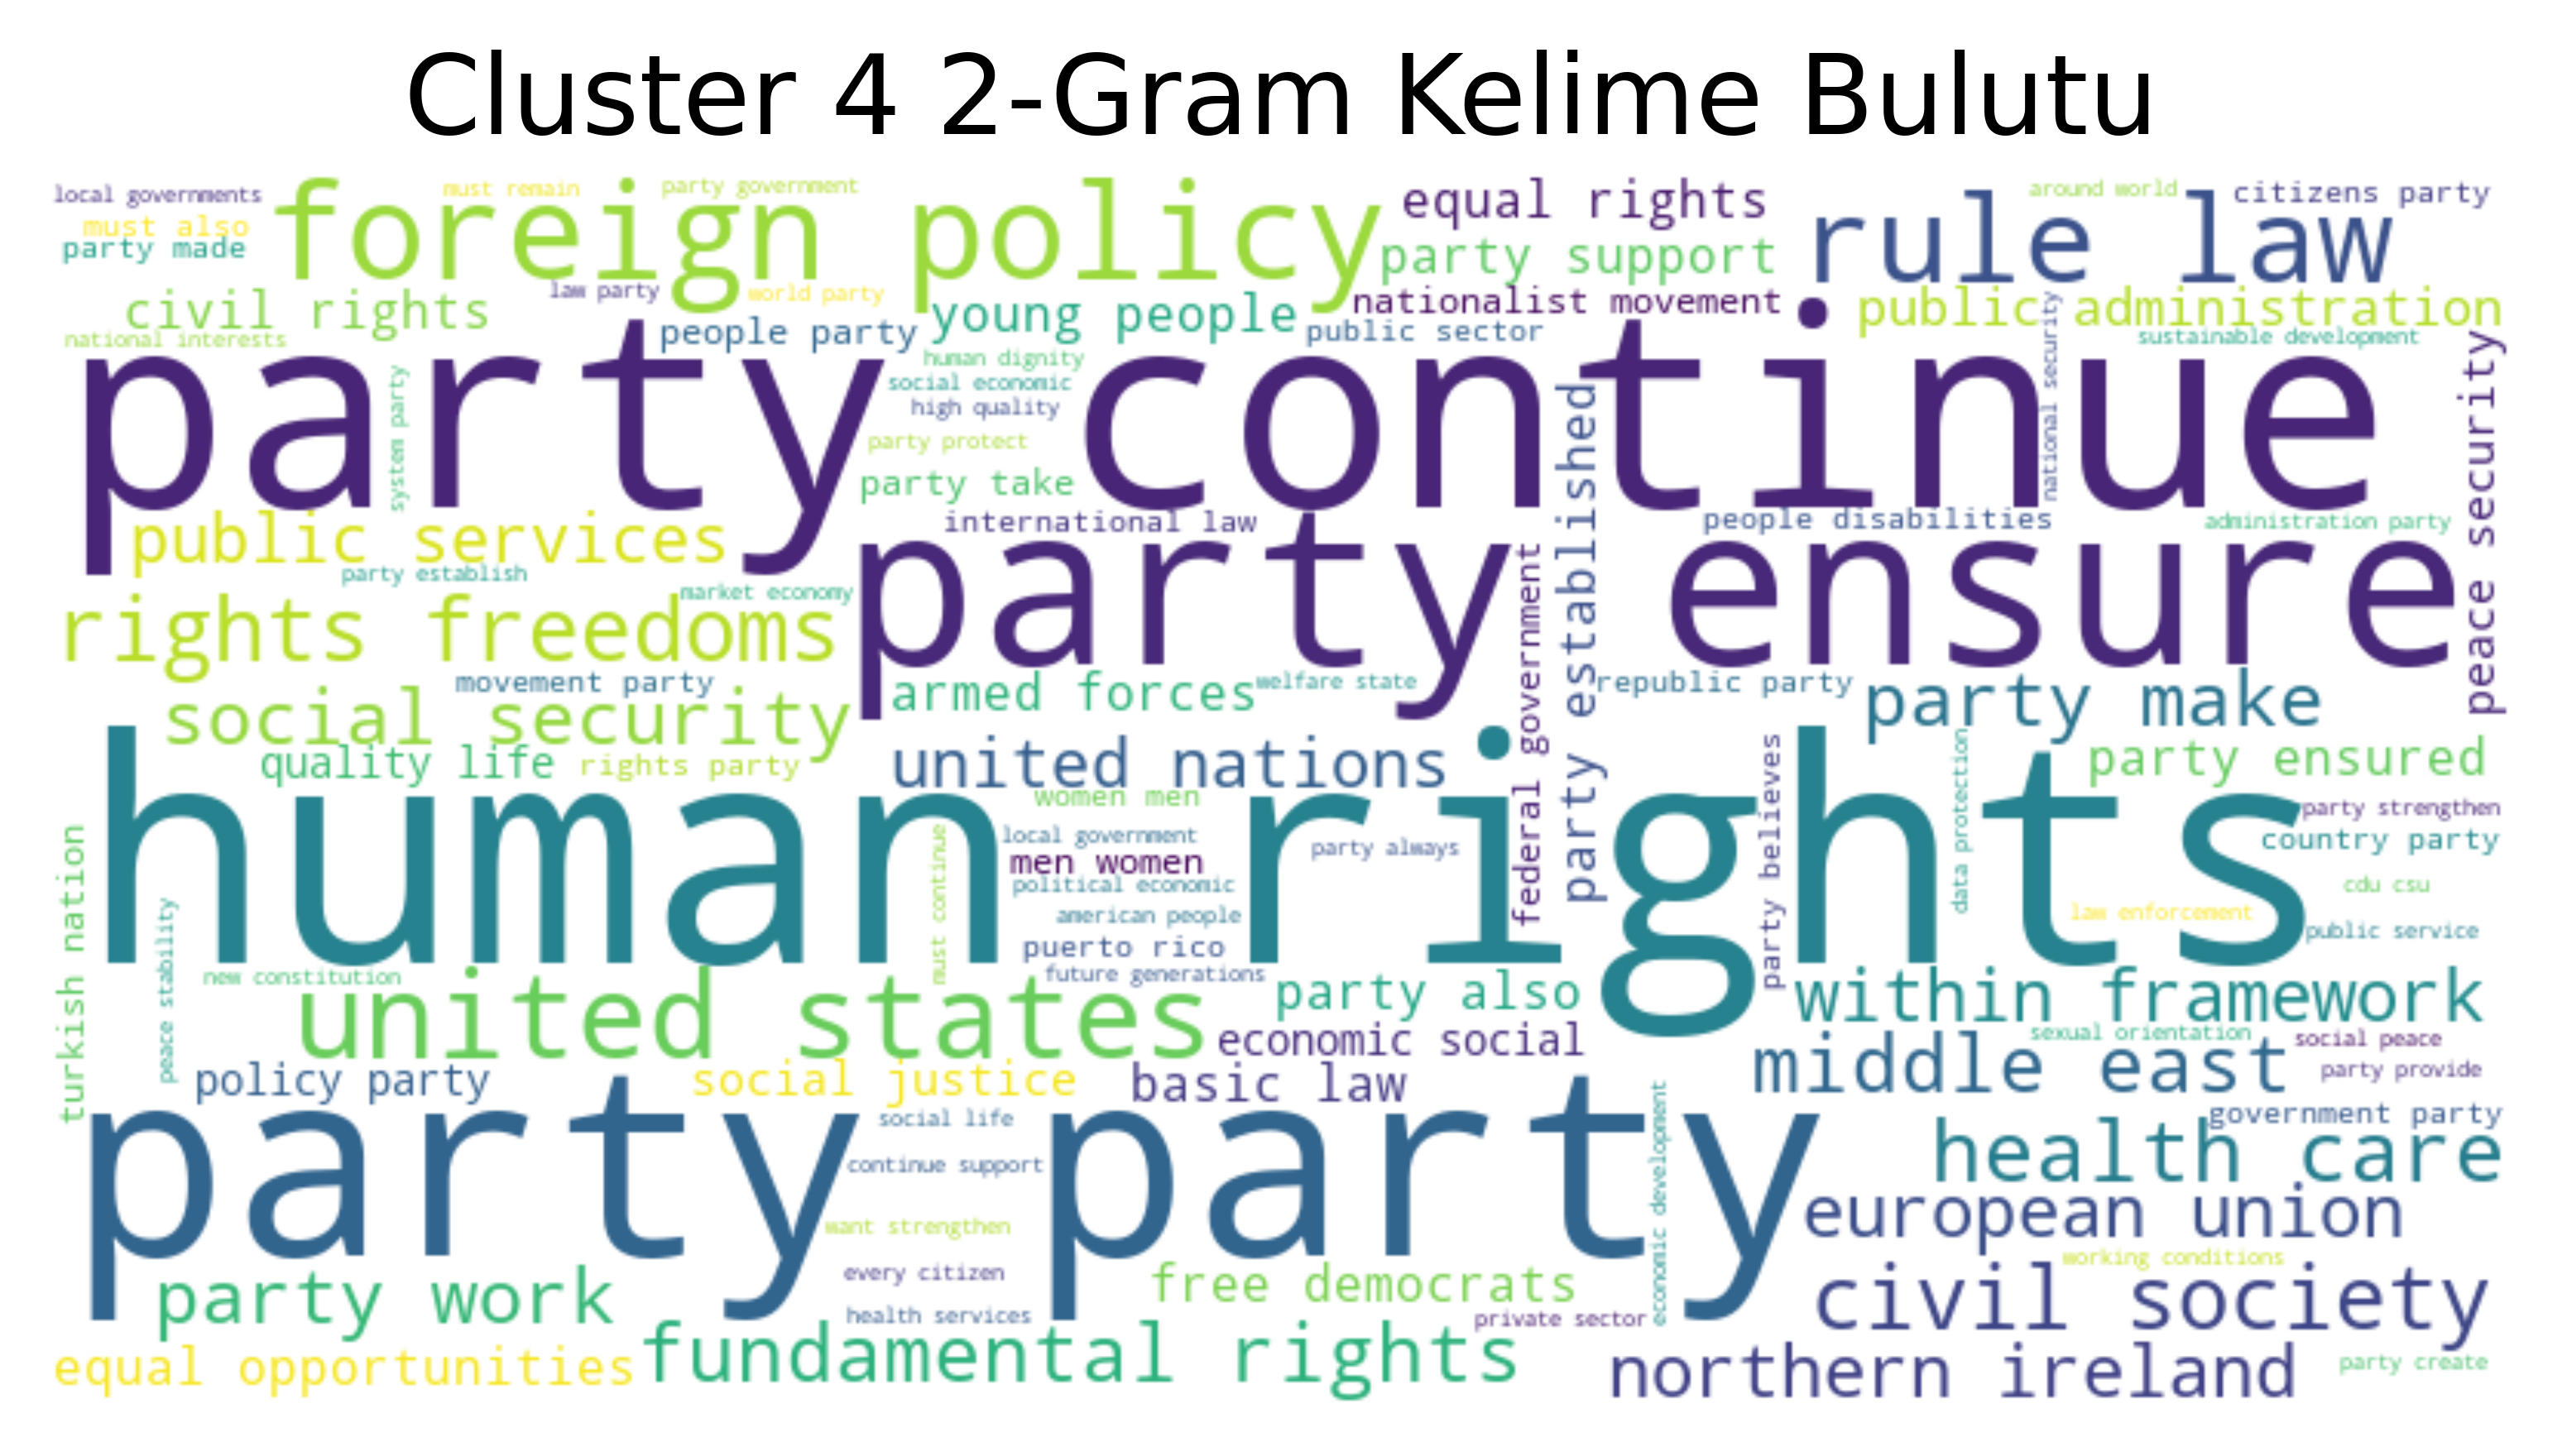 Cluster 4 2-Gram Kelime Bulutu
local governments
must remain
party government
equal rights
around world
citizens party
must also
foreign policy
rule law
party made
party support
civil rights
law party
world party
young people
nationalist movement
public administration
national interests
people party
public sector
sustainable development
human dignity
social economic
high quality
party continue
system party
national security
peace security
party protect
party take
party established
international law
people disabilities
administration party
public services
party establish
market economy
party ensure
rights freedoms
federal government
movement party
armed forces
welfare state
republic party
party make
social security
quality life
rights party
united nations
party ensured
women men
human rights
local government
men women
party always
party believes
data protection
party strengthen
country party
turkish nation
peace stability
must continue
political economic
american people
puerto rico
future generations
cdu csu
law enforcement
public service
new constitution
united states
party also
within framework
economic social
sexual orientation
social peace
middle east
party provide
policy party
social justice
basic law
party party
social life
government party
health care
continue support
economic development
european union
want strengthen
working conditions
every citizen
free democrats
civil society
party work
health services
private sector
equal opportunities
fundamental rights
northern ireland
party create